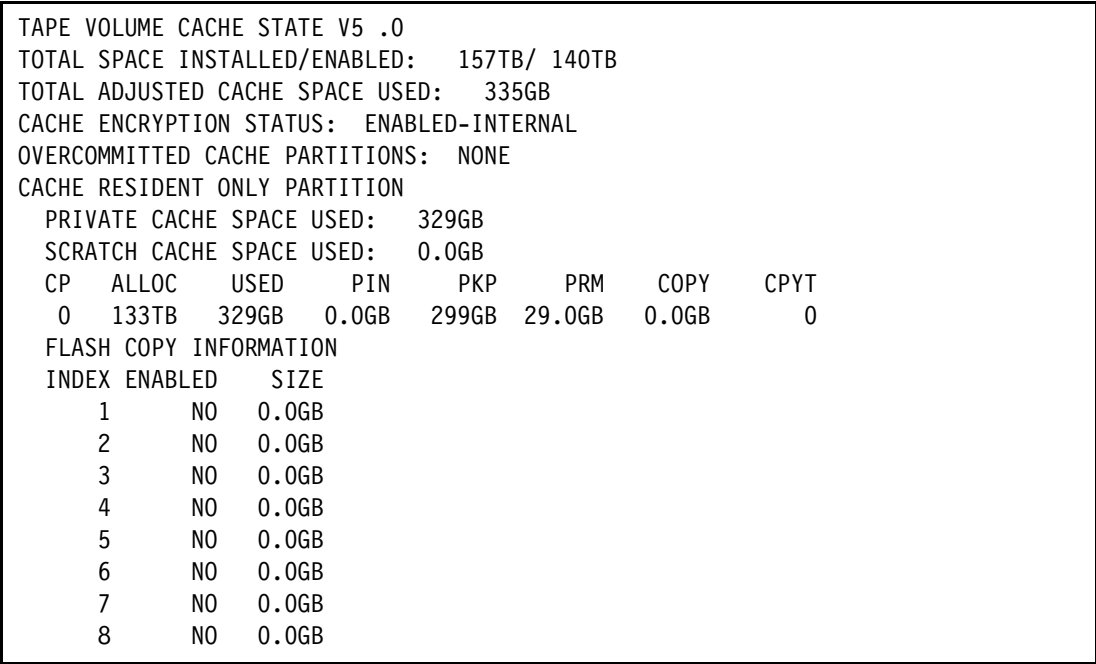 TAPE VOLUME CACHE STATE V5 .0
TOTAL SPACE INSTALLED/ENABLED:   157TB/ 140TB
TOTAL ADJUSTED CACHE SPACE USED:   335GB
CACHE ENCRYPTION STATUS:  ENABLED-INTERNAL
OVERCOMMITTED CACHE PARTITIONS:  NONE
CACHE RESIDENT ONLY PARTITION
  PRIVATE CACHE SPACE USED:   329GB
  SCRATCH CACHE SPACE USED:   0.0GB
  CP   ALLOC    USED     PIN     PKP     PRM    COPY    CPYT
   0   133TB   329GB   0.0GB   299GB  29.0GB   0.0GB       0
  FLASH COPY INFORMATION
  INDEX ENABLED    SIZE
      1      NO   0.0GB
      2      NO   0.0GB
      3      NO   0.0GB
      4      NO   0.0GB
      5      NO   0.0GB
      6      NO   0.0GB
      7      NO   0.0GB
      8      NO   0.0GB